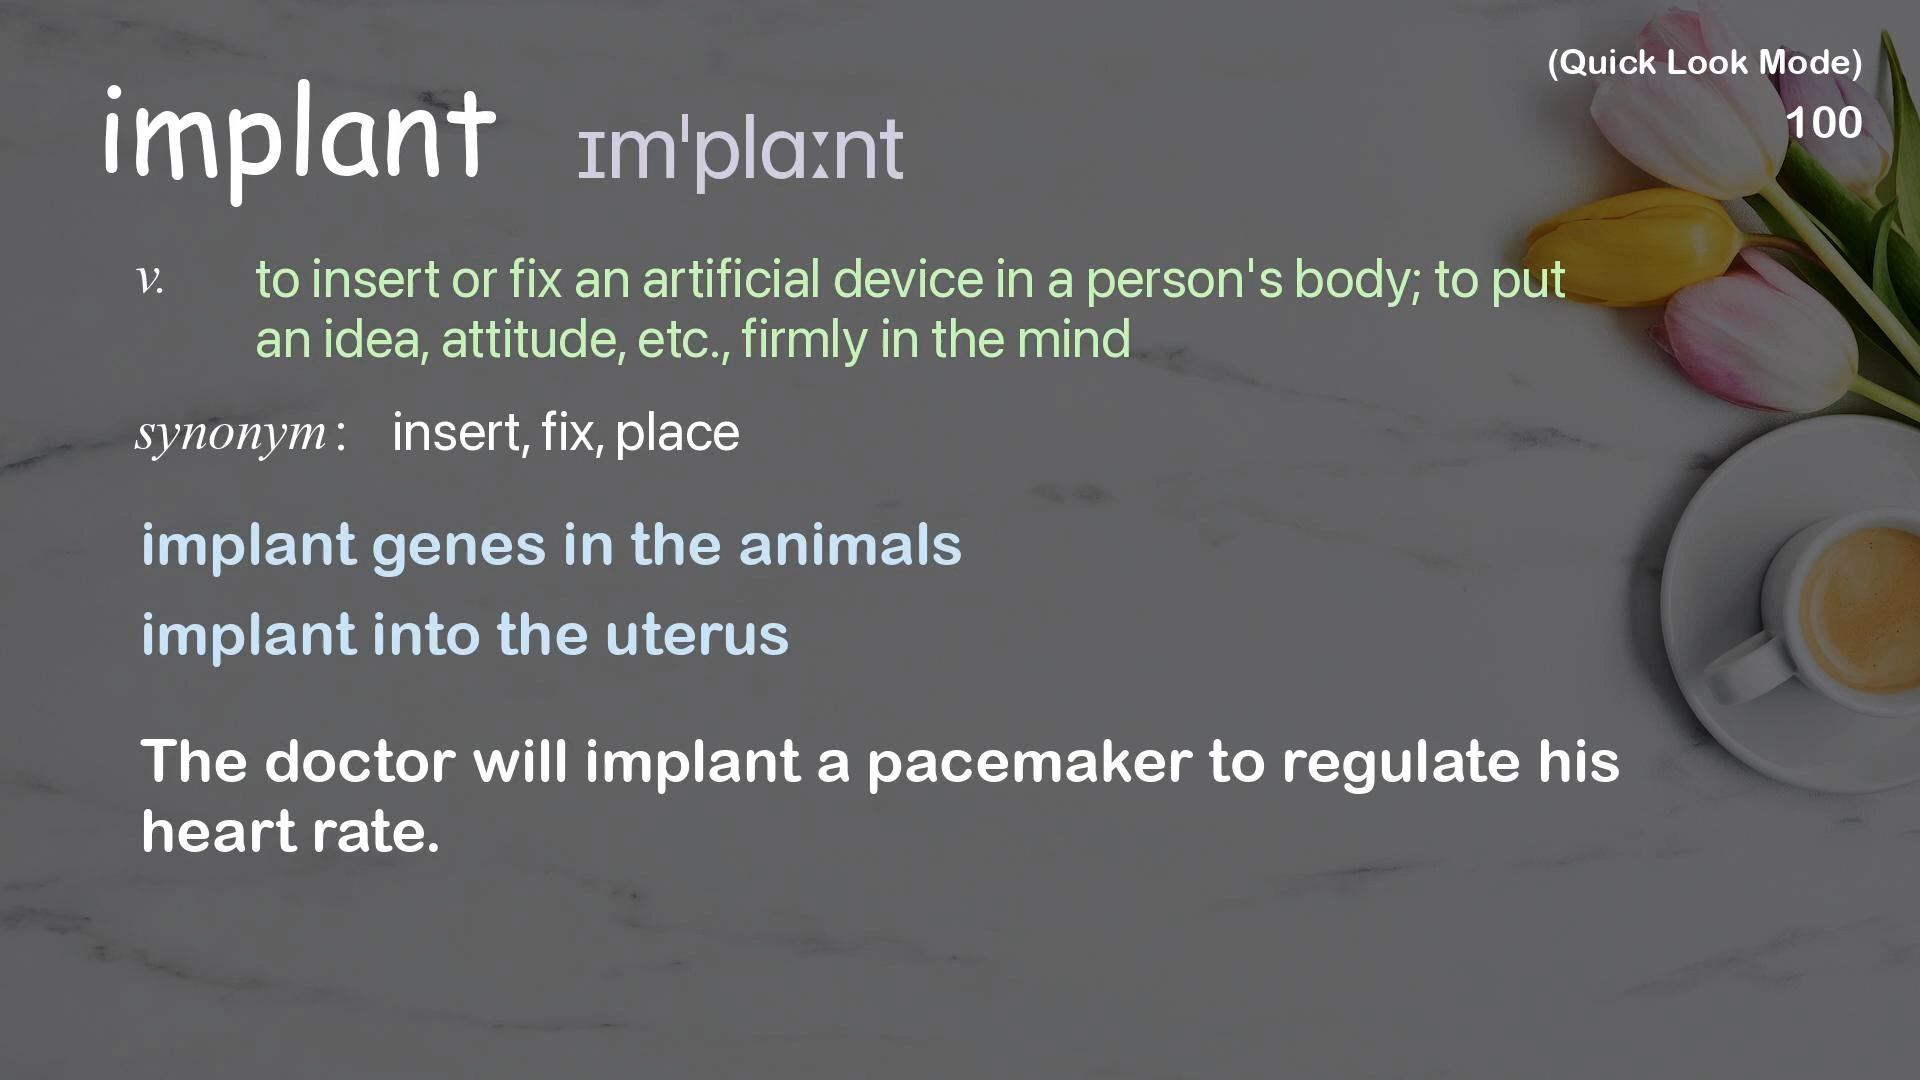 (Quick Look Mode)
100
implant ɪmˈplɑːnt
v. to insert or fix an artificial device in a person's body; to put
an idea, attitude, etc., firmly in the mind
synonym: insert, fix, place
implant genes in the animals
implant into the uterus
The doctor will implant a pacemaker to regulate his
heart rate.